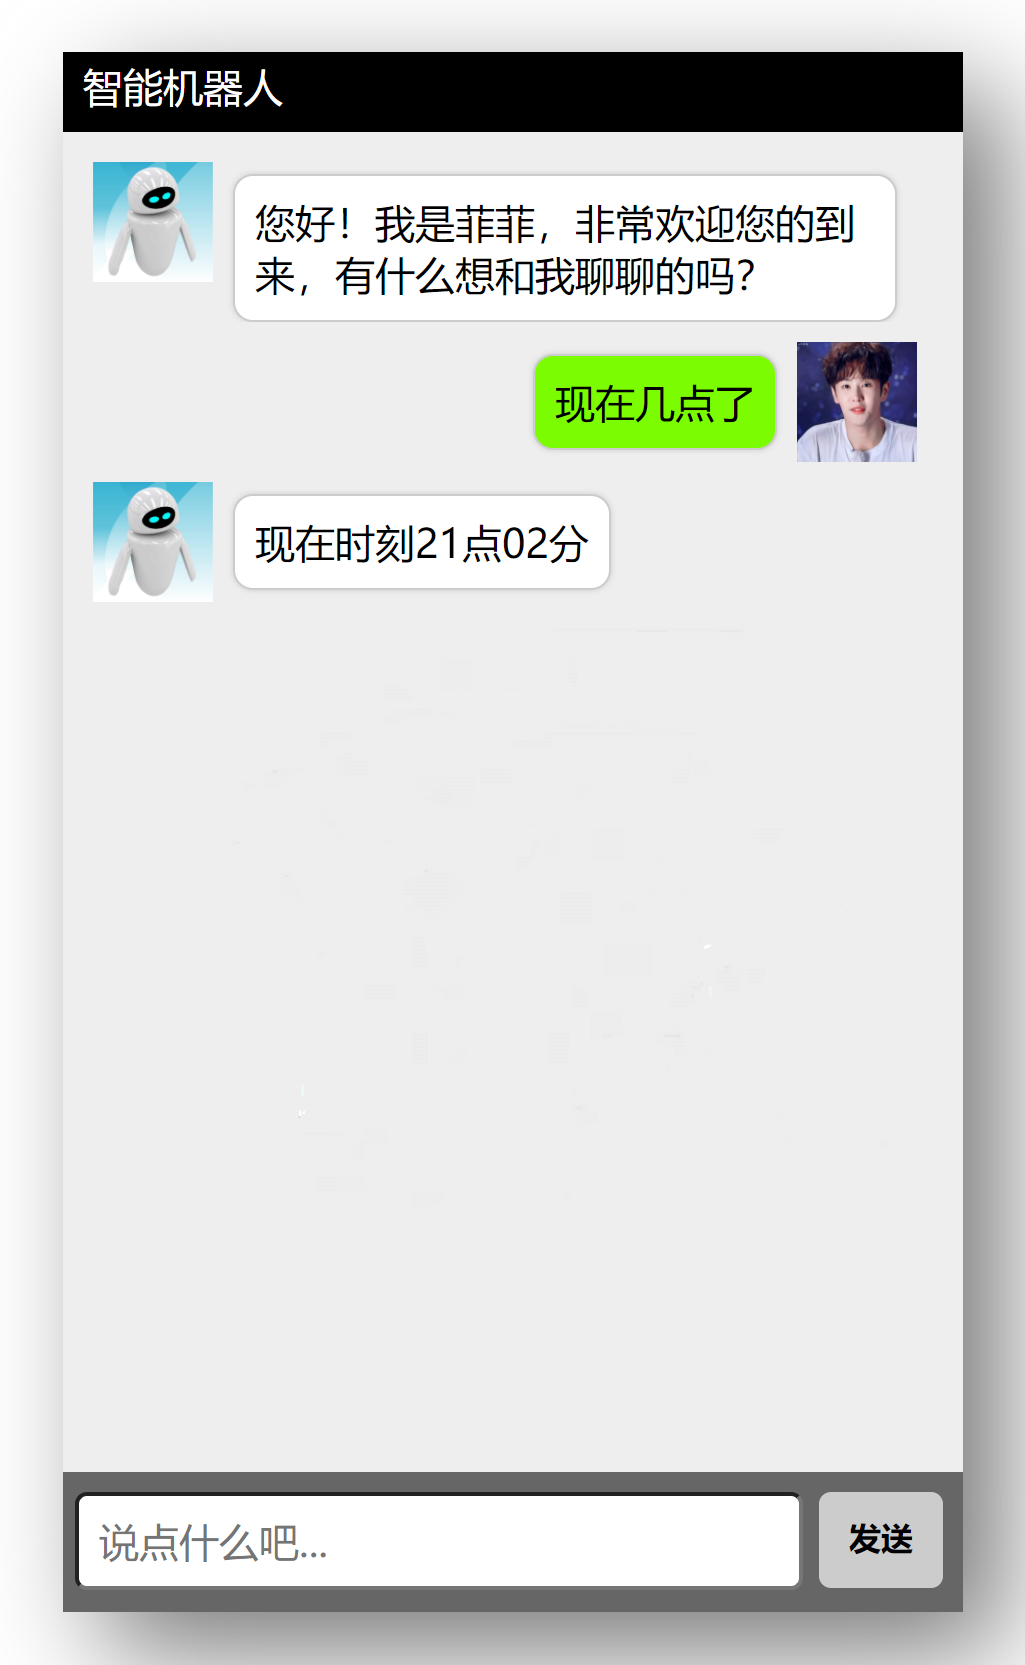 智能机器人
您好！我是菲菲，非常欢迎您的到
来，有什么想和我聊聊的吗?
现在几点了
现在时刻21点02分
说点什么吧...
发送